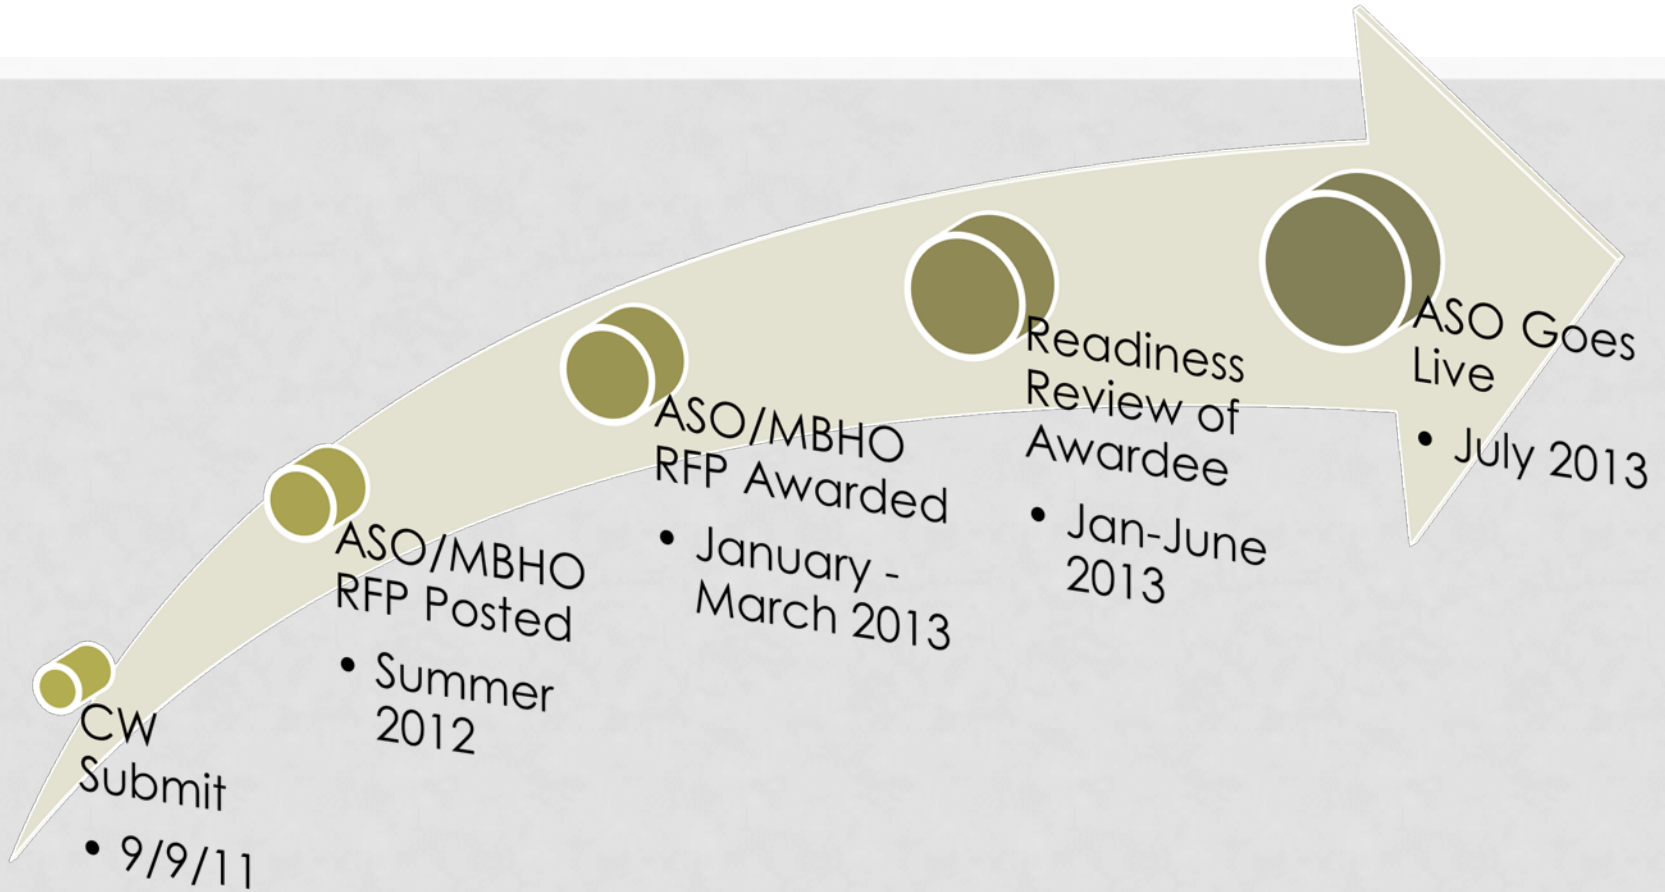 CW
Submit
• 9/9/11
ASO/MBHO
RFP Posted
• Summer
2012
ASO/MBHO
RFP Awarded
• January -
March 2013
Readiness
Review of
Awardee
• Jan-June
2013
ASO Goes
Live
• July 2013